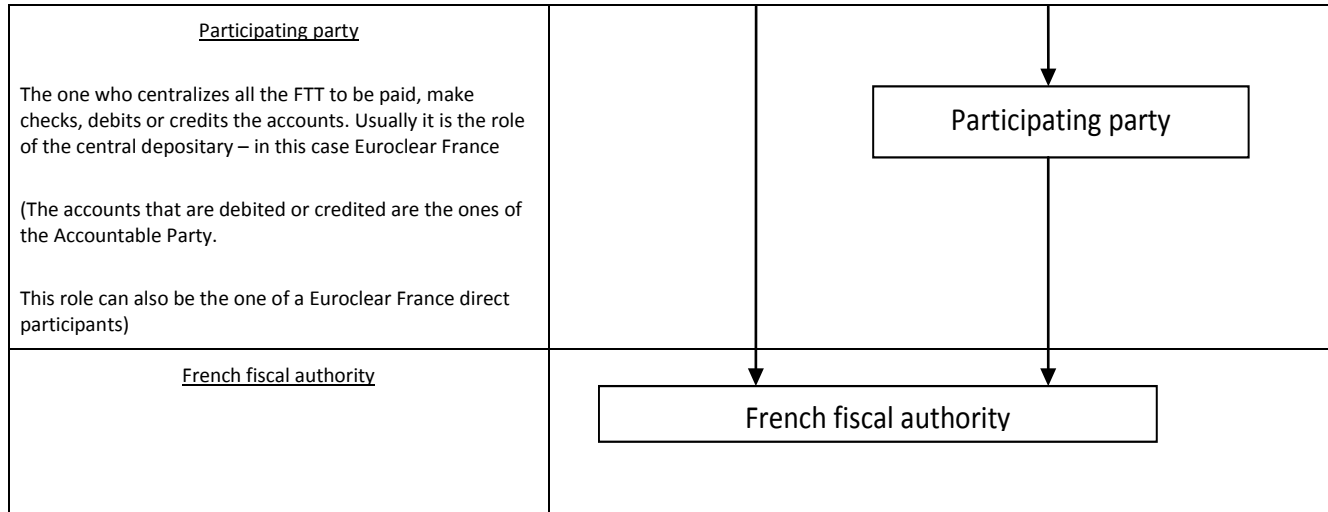 Participating party
The one who centralizes all the FTT to be paid, make
checks, debits or credits the accounts. Usually it is the role
of the central depositary – in this case Euroclear France
(The accounts that are debited or credited are the ones of
the Accountable Party.
This role can also be the one of a Euroclear France direct
participants)
Participating party
French fiscal authority
French fiscal authority